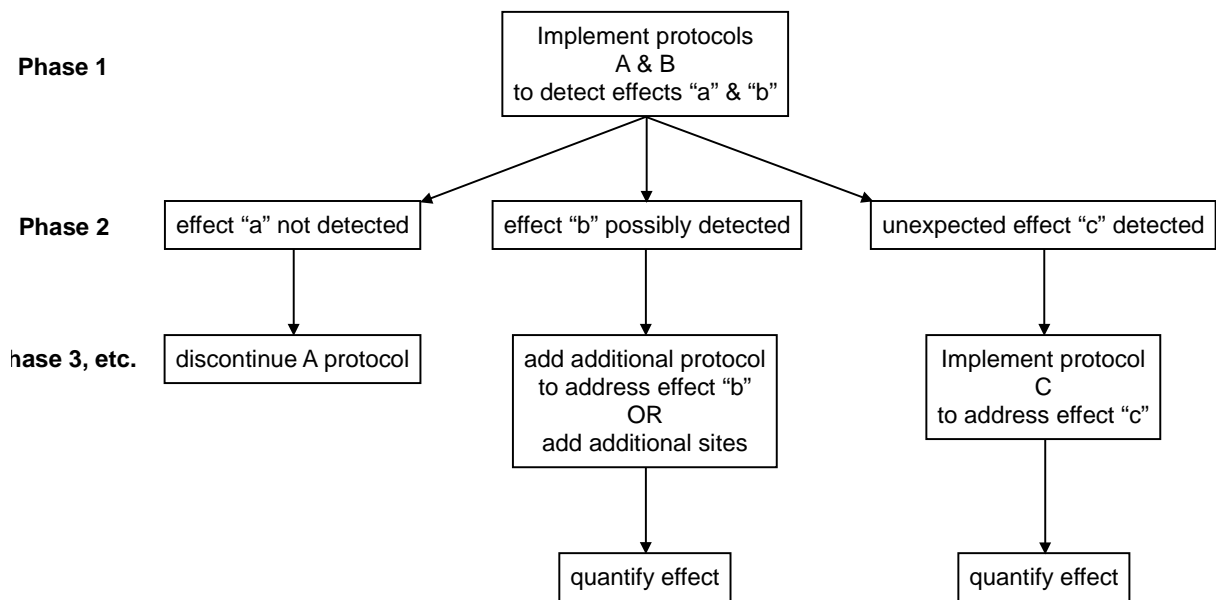 Phase 1
Implement protocols
A & B
to detect effects “a” & “b”
Phase 2
effect “a” not detected
effect “b” possibly detected
unexpected effect “c” detected
hase 3, etc.
discontinue A protocol
add additional protocol
to address effect “b”
OR
add additional sites
Implement protocol
C
to address effect “c”
quantify effect
quantify effect